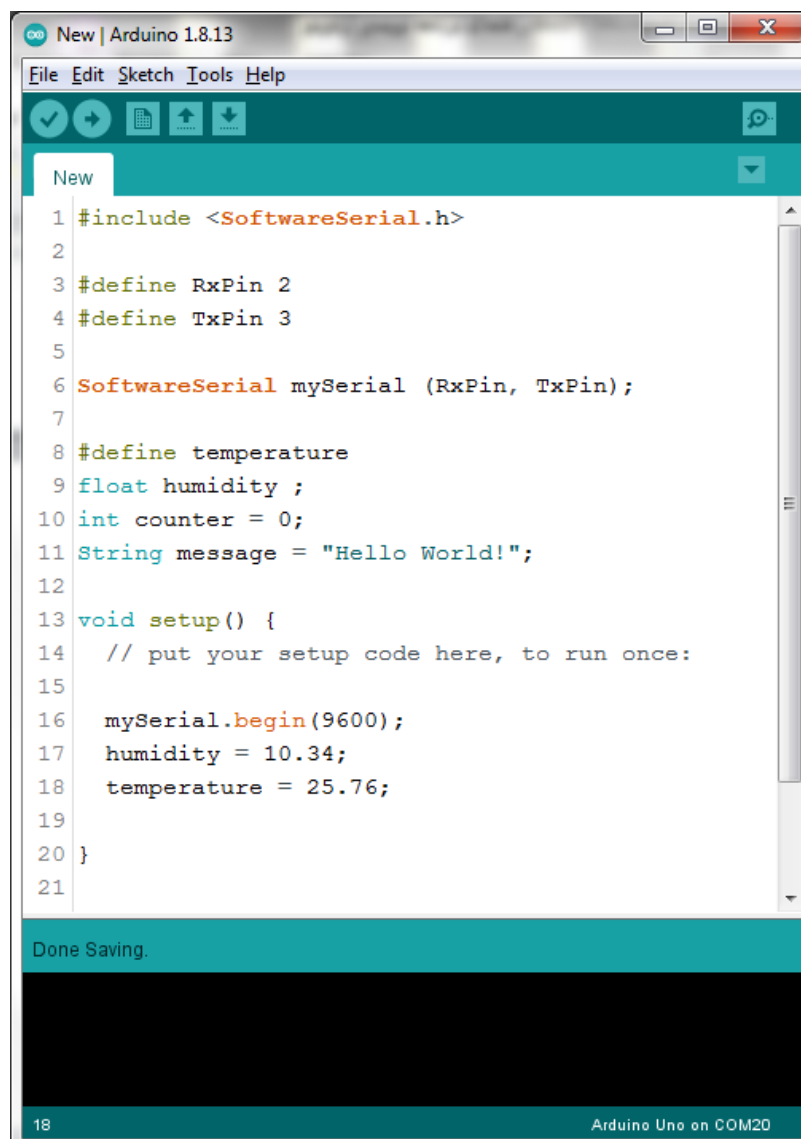 New | Arduino 1.8.13
File Edit Sketch Tools Help
New
1 #include <SoftwareSerial.h>
2
3 #define RxPin 2
4 #define TxPin 3
5
6 SoftwareSerial mySerial (RxPin, TxPin);
7
8 #define temperature
9 float humidity ;
10 int counter = 0;
11 String message = "Hello World!";
12
13 void setup() {
14   // put your setup code here, to run once:
15
16   mySerial.begin(9600);
17   humidity = 10.34;
18   temperature = 25.76;
19
20 }
21
Done Saving.
18 Arduino Uno on COM20